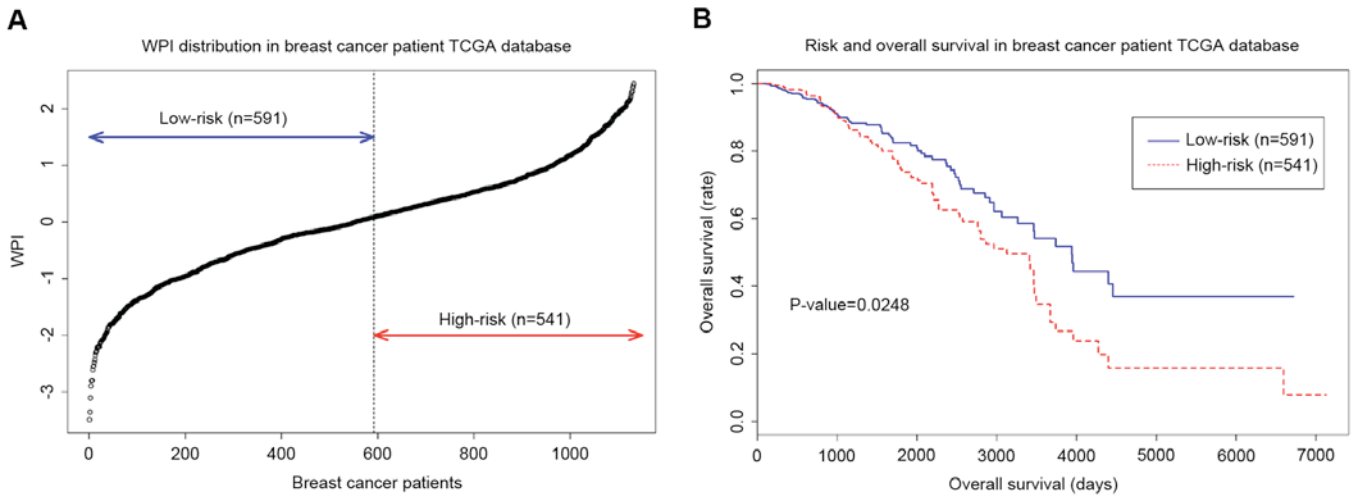 A
WPI distribution in breast cancer patient TCGA database
WPI
2
1
0
-1
-2
-3
Low-risk (n=591)
High-risk (n=541)
0 200 400 600 800 1000
Breast cancer patients
B
Risk and overall survival in breast cancer patient TCGA database
Overall survival (rate)
1.0
0.8
0.6
0.4
0.2
0.0
Low-risk (n=591)
High-risk (n=541)
P-value=0.0248
0 1000 2000 3000 4000 5000 6000 7000
Overall survival (days)